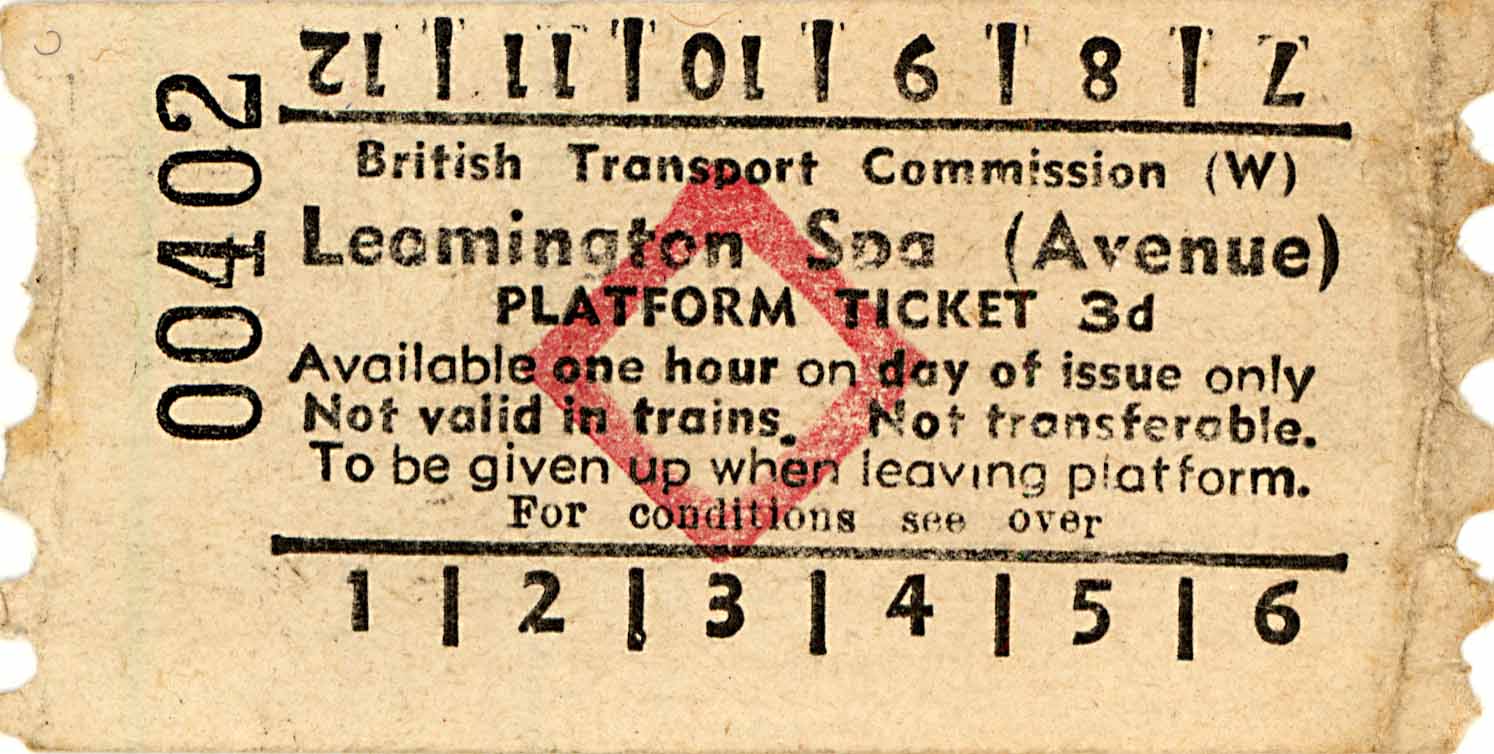 12 | 11 | 10 | 9 | 8 | 7
British Transport Commission (W)
Leamington Spa (Avenue)
PLATFORM TICKET 3d
Available one hour on day of issue only
Not valid in trains. Not transferable.
To be given up when leaving platform.
For conditions see over
1 | 2 | 3 | 4 | 5 | 6
00402